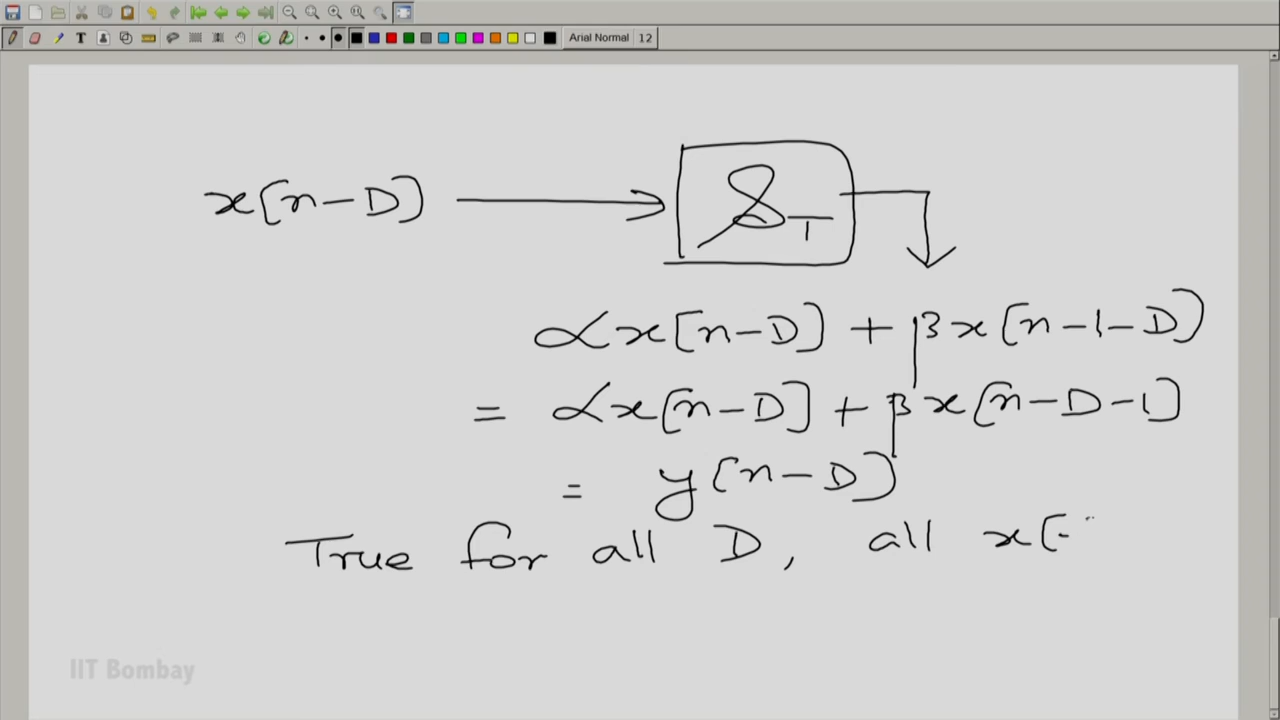 Arial Normal 12
x[n-D]
S_T
αx[n-D] + βx[n-1-D]
= αx[n-D] + βx[n-D-1]
= y[n-D]
True for all D, all x[·
IIT Bombay